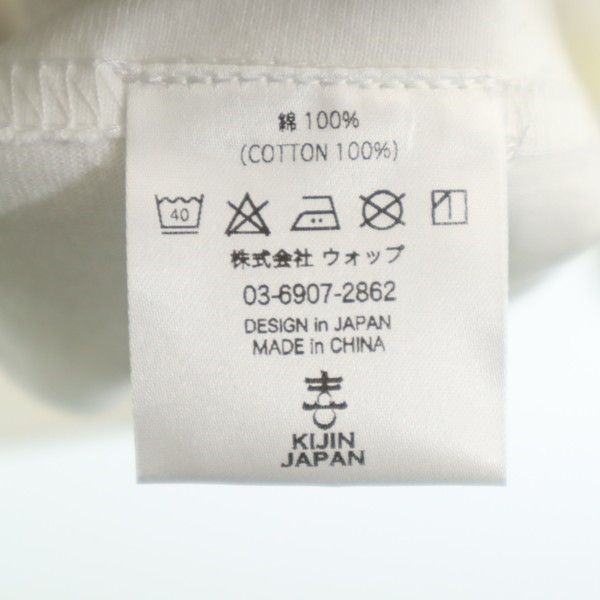 綿 100%
(COTTON 100%)
40
株式会社 ウォップ
03-6907-2862
DESIGN in JAPAN
MADE in CHINA
KIJIN
JAPAN